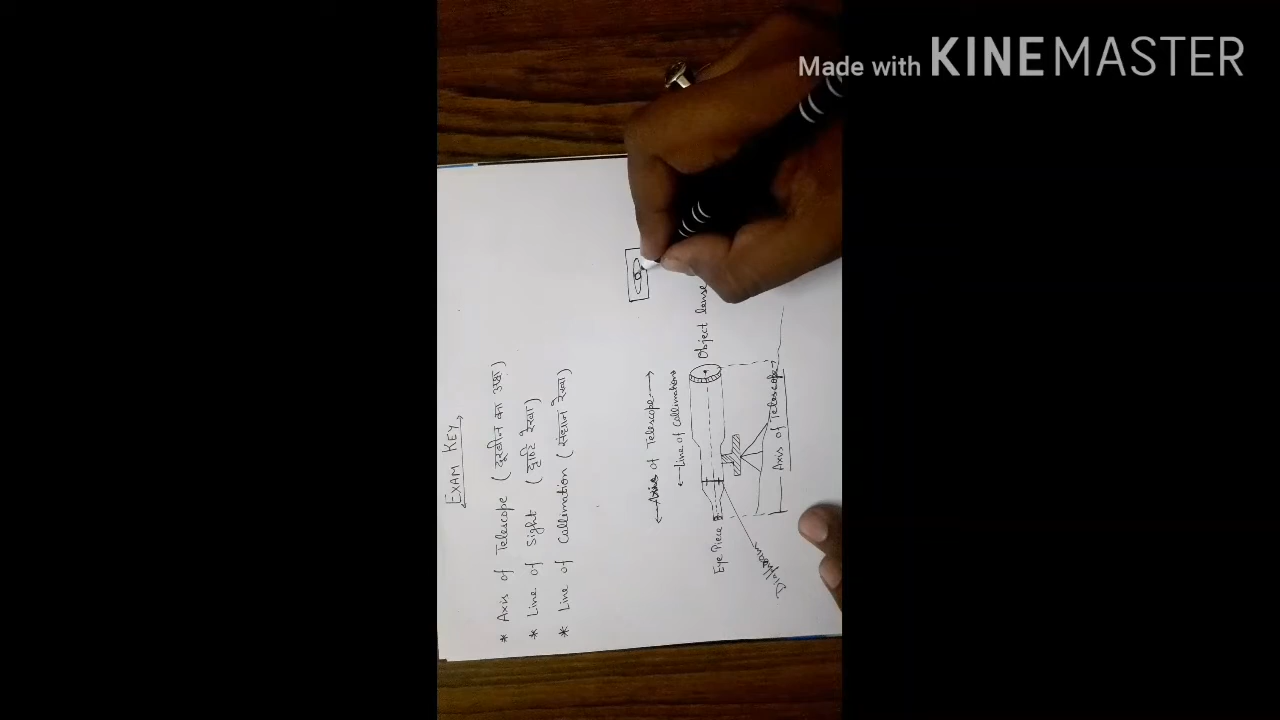 Made with KINEMASTER
EXAM KEY
* Axis of Telescope (दूरबीन का अक्ष)
* Line of Sight (दृष्टि रेखा)
* Line of Collimation (संधान रेखा)
Axis of Telescope
Line of Collimation
Eye Piece
Object lense
Axis of Telescope